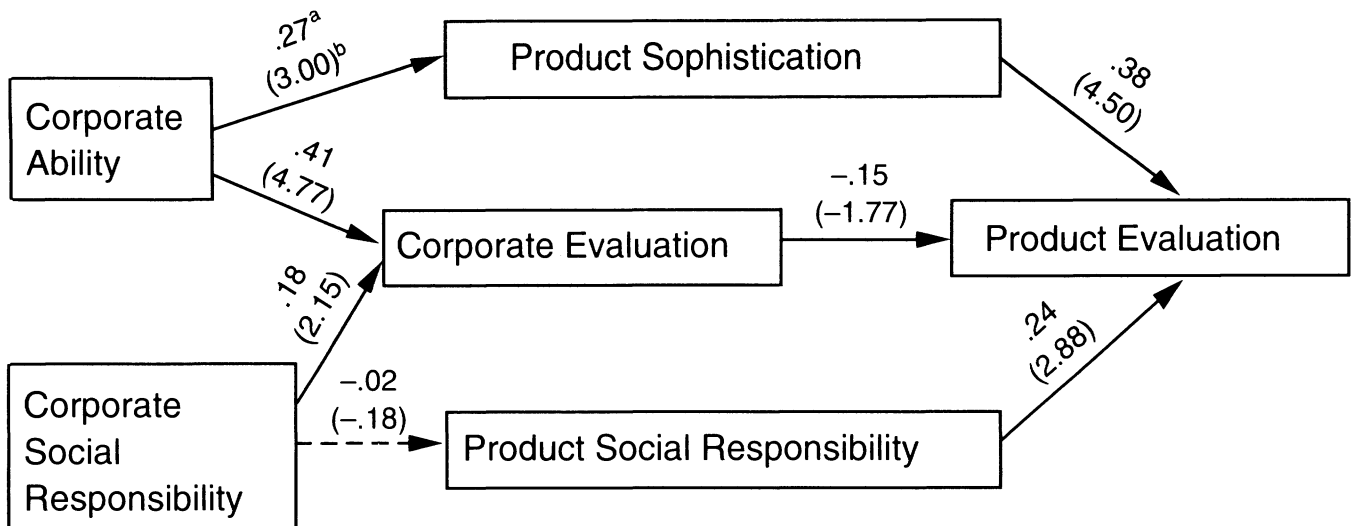 .27a
(3.00)b
Product Sophistication
.38
(4.50)
Corporate
Ability
.41
(4.77)
–.15
(–1.77)
Corporate Evaluation
Product Evaluation
.18
(2.15)
.24
(2.88)
Corporate
Social
Responsibility
–.02
(–.18)
Product Social Responsibility